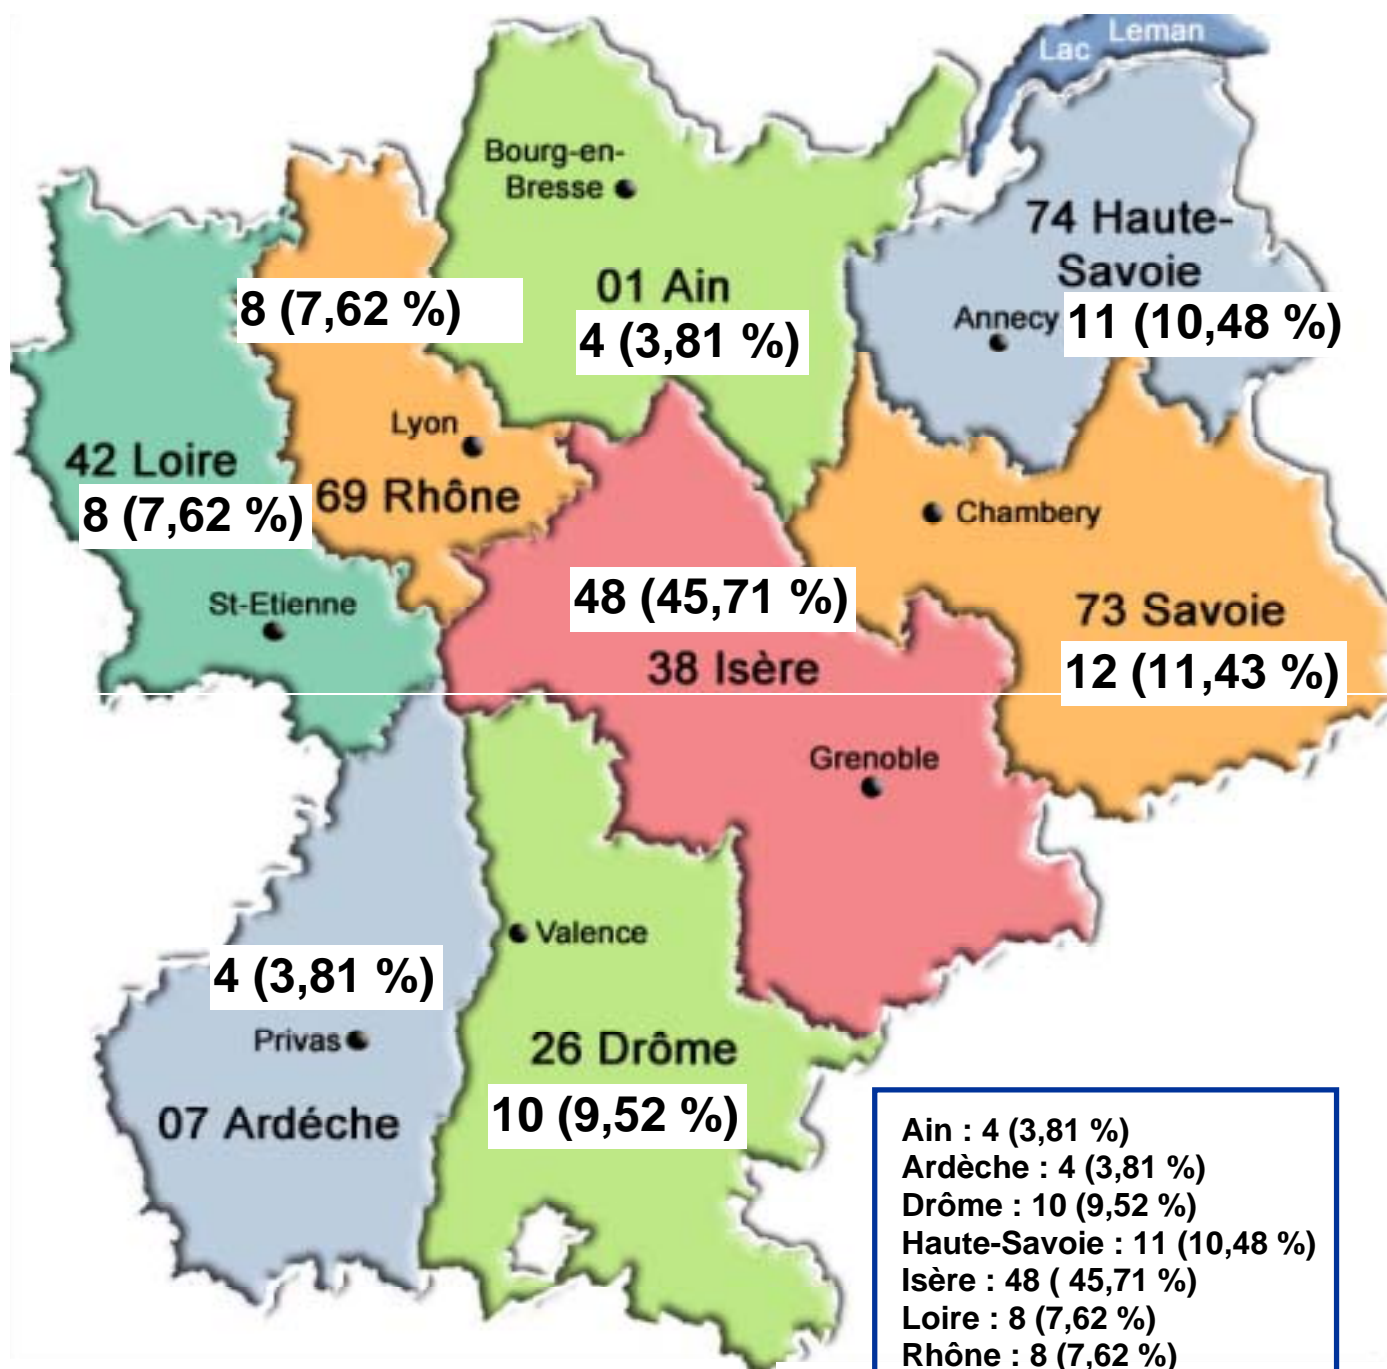 Lac Leman
Bourg-en-
Bresse
74 Haute-
Savoie
01 Ain
8 (7,62 %)
4 (3,81 %)
Annecy
11 (10,48 %)
Lyon
42 Loire
69 Rhône
8 (7,62 %)
Chambery
St-Etienne
48 (45,71 %)
73 Savoie
38 Isère
12 (11,43 %)
Grenoble
Valence
4 (3,81 %)
Privas
26 Drôme
07 Ardéche
10 (9,52 %)
Ain : 4 (3,81 %)
Ardèche : 4 (3,81 %)
Drôme : 10 (9,52 %)
Haute-Savoie : 11 (10,48 %)
Isère : 48 ( 45,71 %)
Loire : 8 (7,62 %)
Rhône : 8 (7,62 %)